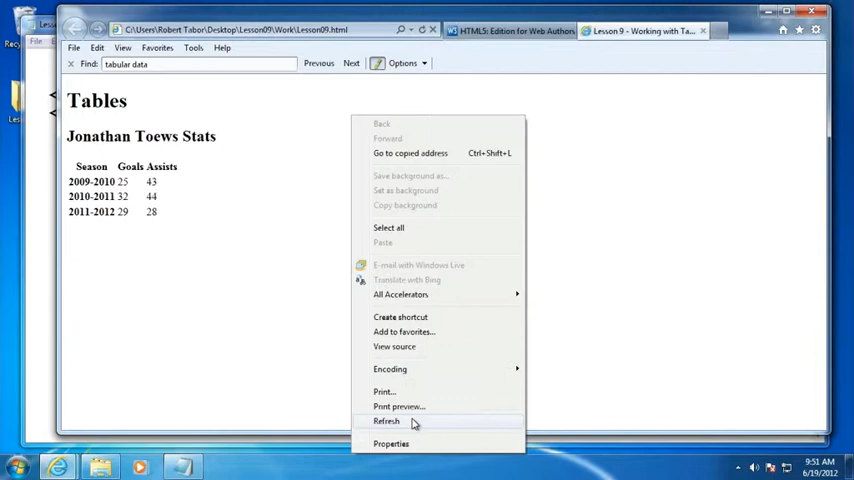 C:\Users\Robert Tabor\Desktop\Lesson09\Work\Lesson09.html
HTML5: Edition for Web Authors
Lesson 9 - Working with Ta...
File Edit View Favorites Tools Help
Find: tabular data Previous Next Options
Tables
Jonathan Toews Stats
Season Goals Assists
2009-2010 25 43
2010-2011 32 44
2011-2012 29 28
Back
Forward
Go to copied address Ctrl+Shift+L
Save background as...
Set as background
Copy background
Select all
Paste
E-mail with Windows Live
Translate with Bing
All Accelerators
Create shortcut
Add to favorites...
View source
Encoding
Print...
Print preview...
Refresh
Properties
9:51 AM
6/19/2012